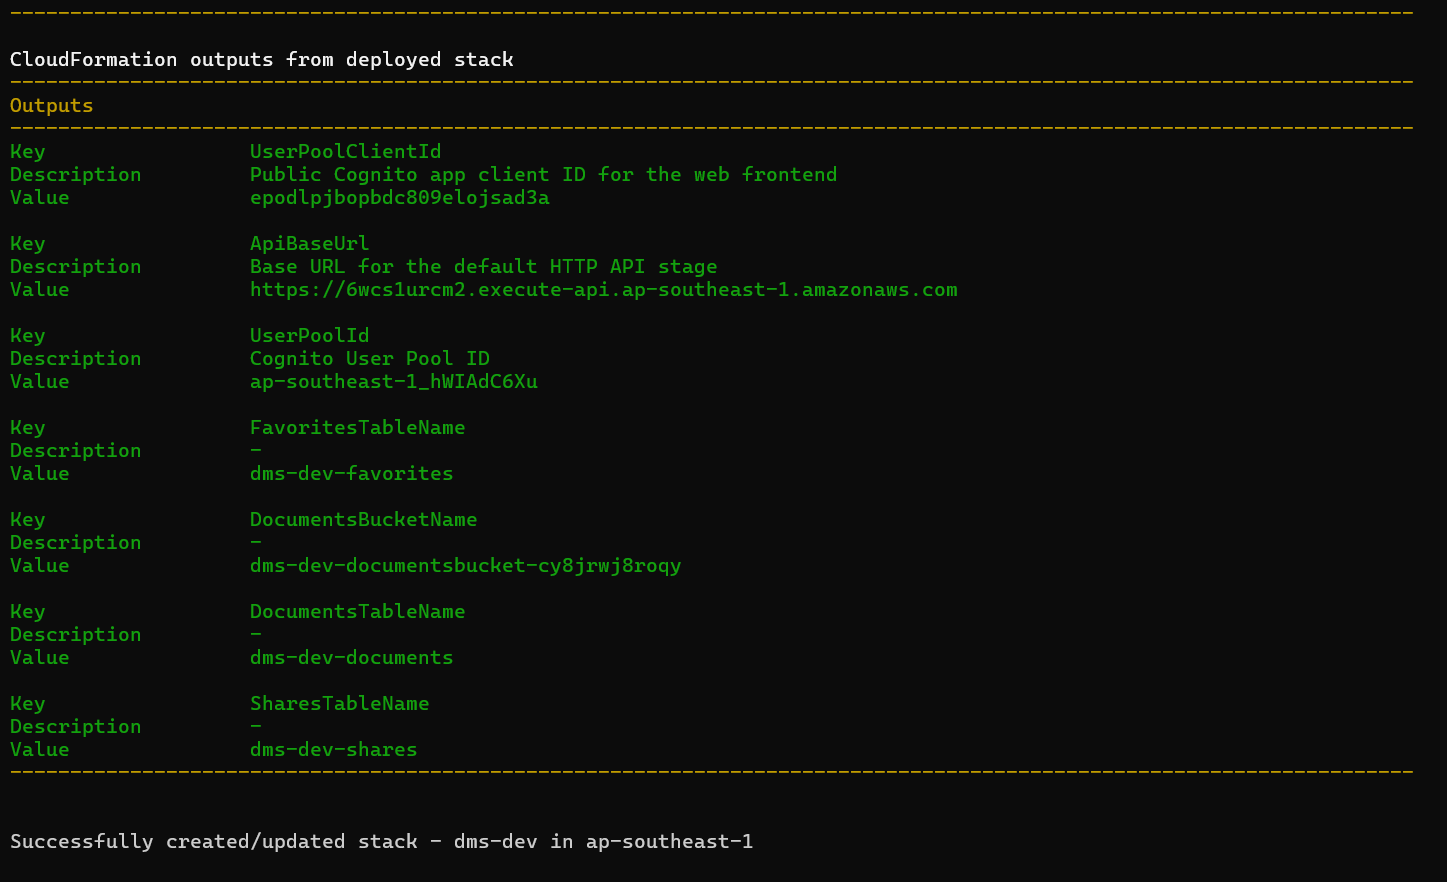 CloudFormation outputs from deployed stack
Outputs
Key UserPoolClientId
Description Public Cognito app client ID for the web frontend
Value epodlpjbopbdc809elojsad3a
Key ApiBaseUrl
Description Base URL for the default HTTP API stage
Value https://6wcs1urcm2.execute-api.ap-southeast-1.amazonaws.com
Key UserPoolId
Description Cognito User Pool ID
Value ap-southeast-1_hWIAdC6Xu
Key FavoritesTableName
Description -
Value dms-dev-favorites
Key DocumentsBucketName
Description -
Value dms-dev-documentsbucket-cy8jrwj8roqy
Key DocumentsTableName
Description -
Value dms-dev-documents
Key SharesTableName
Description -
Value dms-dev-shares
Successfully created/updated stack - dms-dev in ap-southeast-1